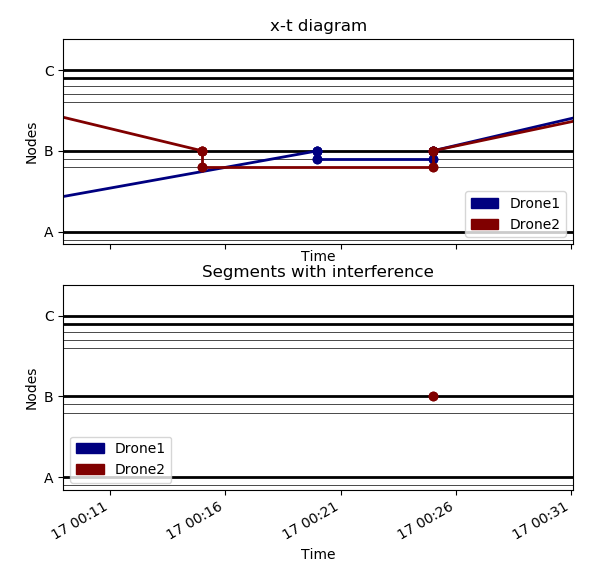 x-t diagram
C
B
A
Nodes
Drone1
Drone2
Time
Segments with interference
C
B
A
Nodes
Drone1
Drone2
17 00:11
17 00:16
17 00:21
17 00:26
17 00:31
Time